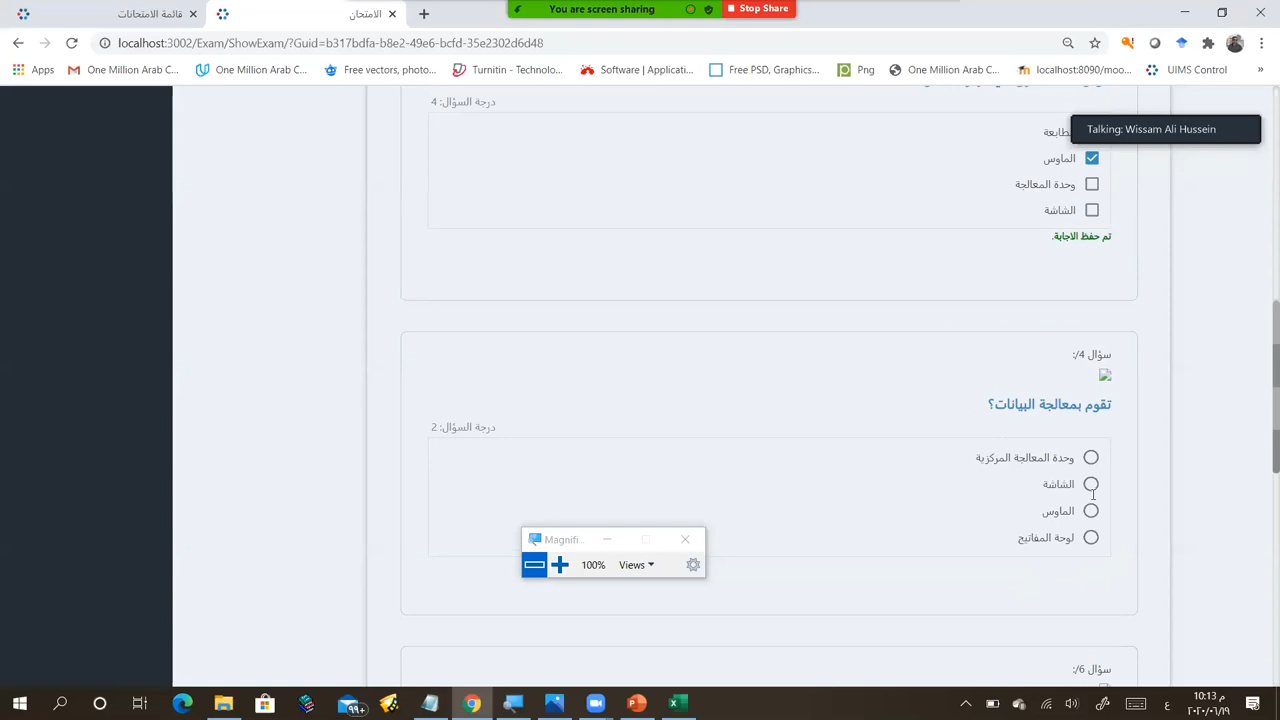 قائمة الامتحانات
الامتحان
You are screen sharing
Stop Share
localhost:3002/Exam/ShowExam/?Guid=b317bdfa-b8e2-49e6-bcfd-35e2302d6d48
Apps
One Million Arab C...
One Million Arab C...
Free vectors, photo...
Turnitin - Technolo...
Software | Applicati...
Free PSD, Graphics...
Png
One Million Arab C...
localhost:8090/moo...
UIMS Control
»
درجة السؤال: 4
Talking: Wissam Ali Hussein
الماوس
وحدة المعالجة
الشاشة
تم حفظ الاجابة.
سؤال 4/:
تقوم بمعالجة البيانات؟
درجة السؤال: 2
وحدة المعالجة المركزية
الشاشة
الماوس
لوحة المفاتيح
Magnifi...
100%
Views
سؤال 6/:
99+
ع
10:13 م
٢٠٢٠/٠٦/١٩